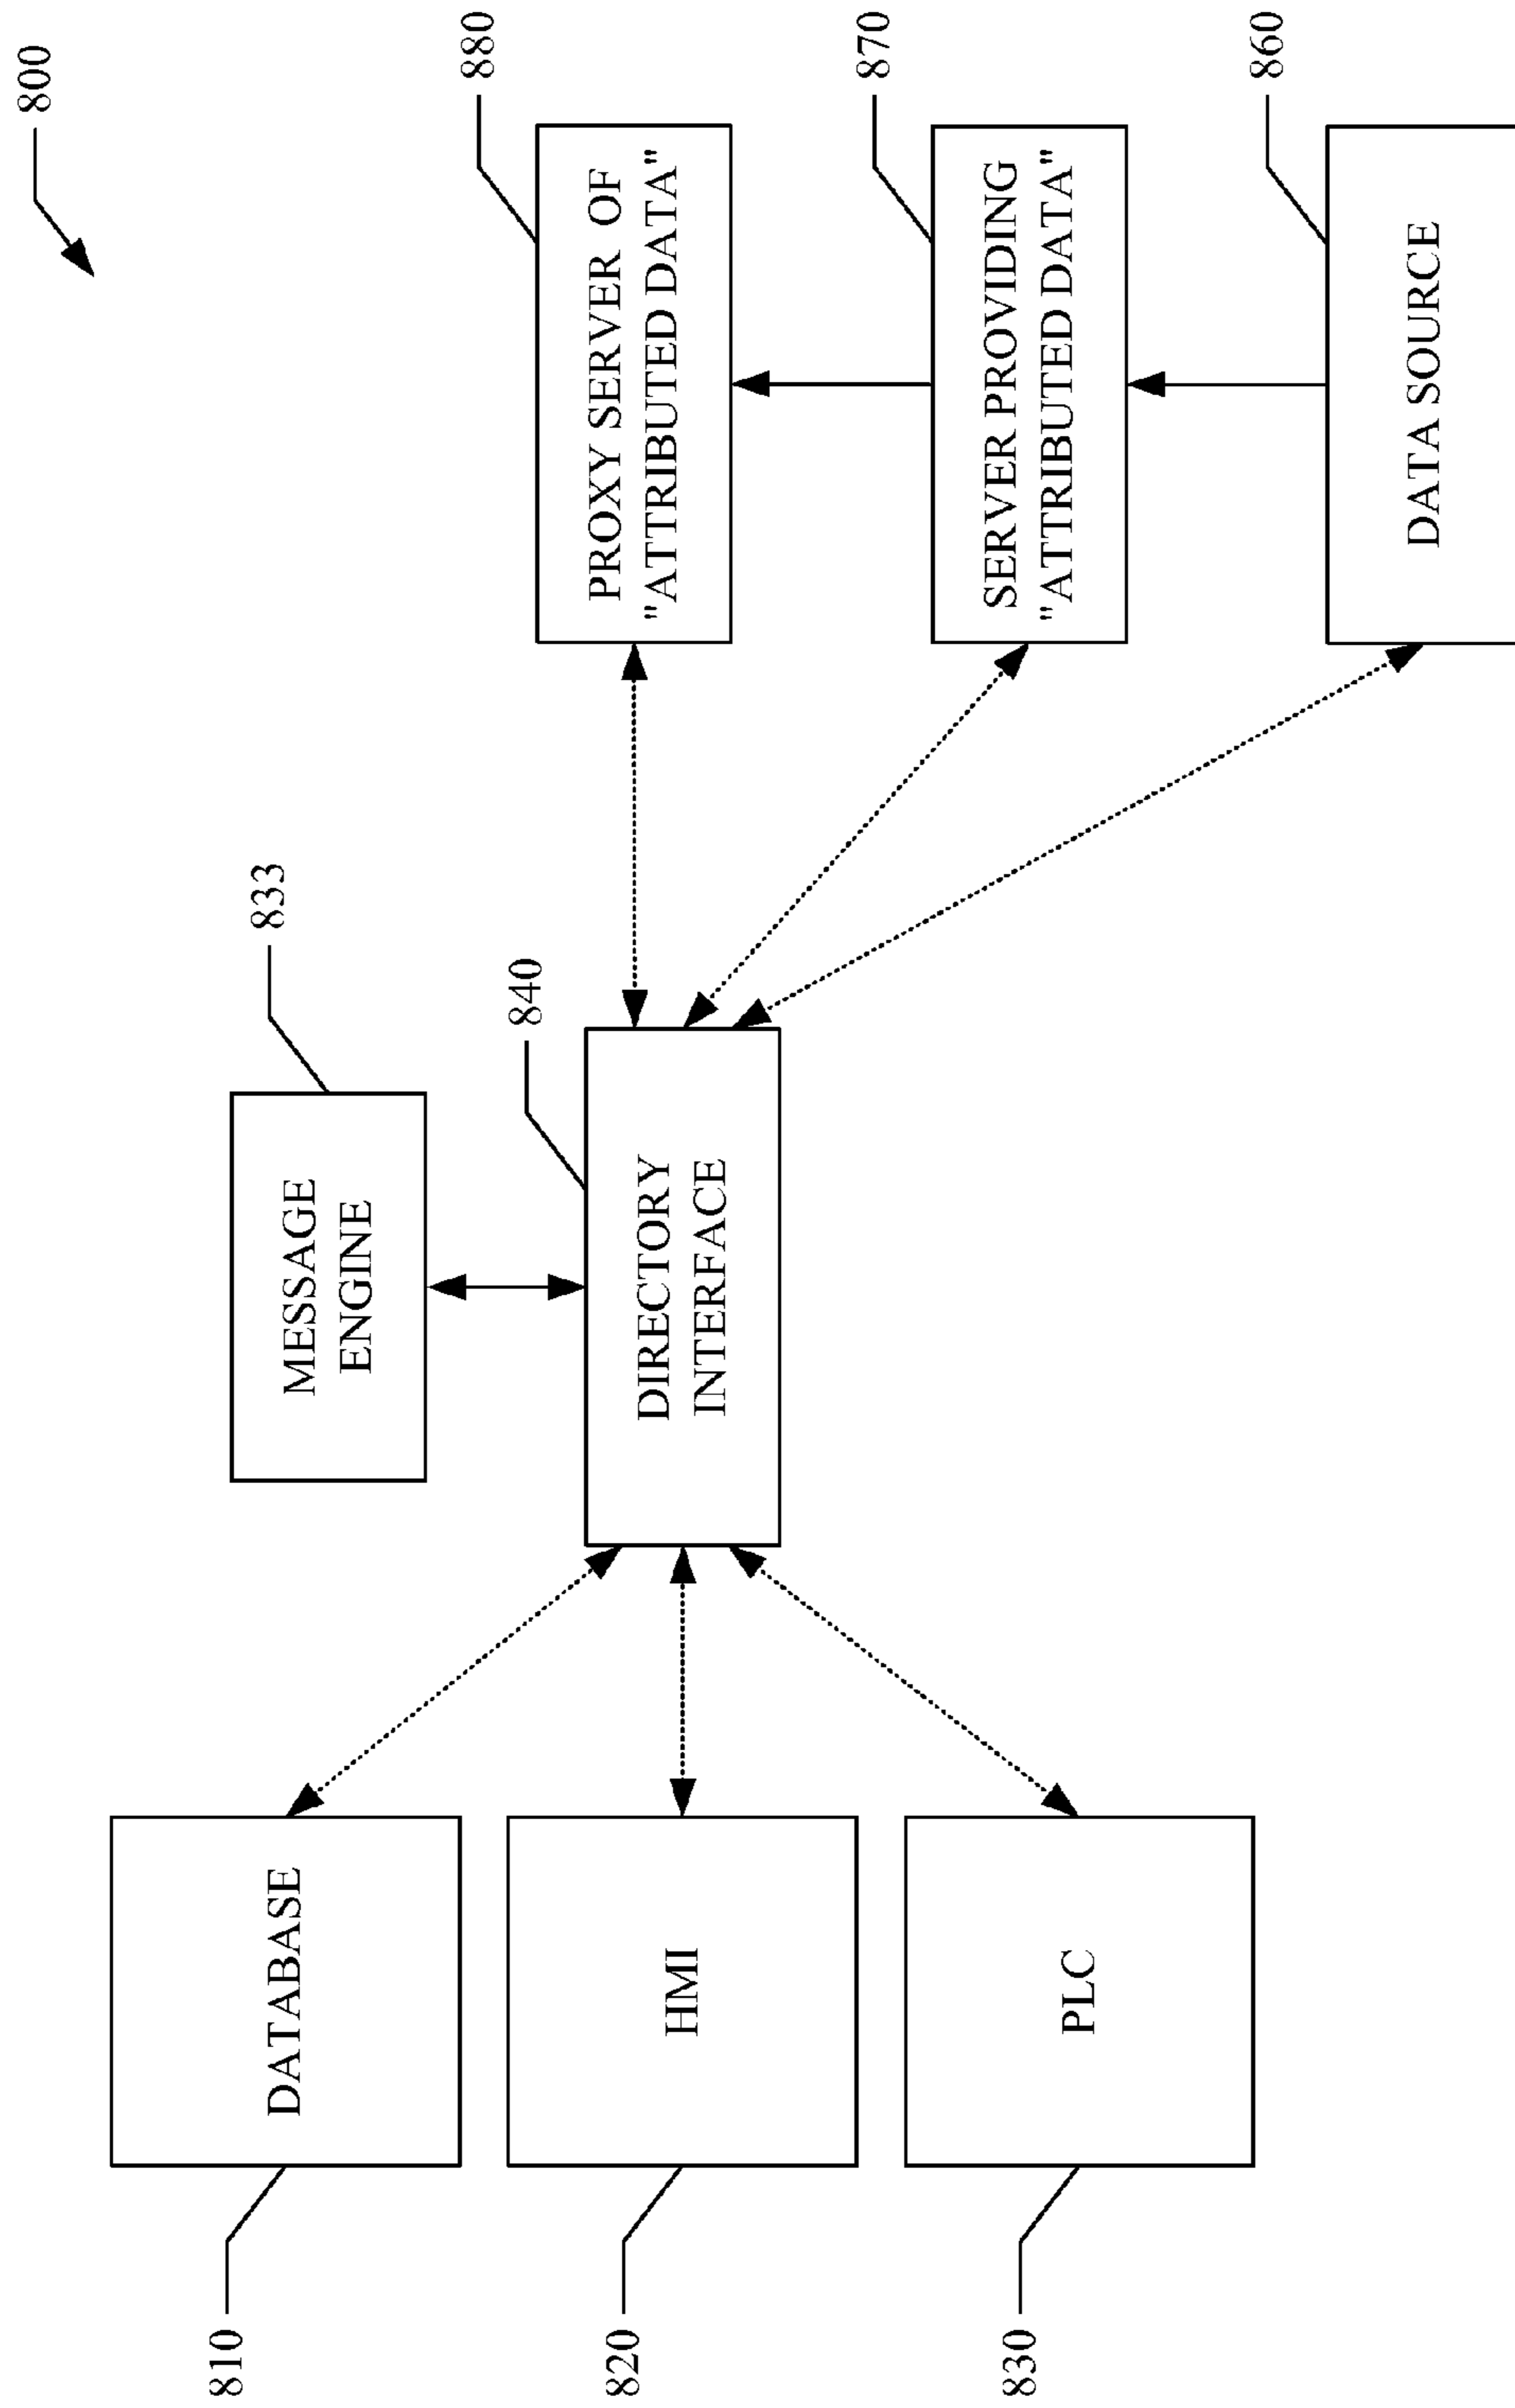 800
833
MESSAGE
ENGINE
810
DATABASE
840
DIRECTORY
INTERFACE
880
PROXY SERVER OF
"ATTRIBUTED DATA"
820
HMI
870
SERVER PROVIDING
"ATTRIBUTED DATA"
830
PLC
860
DATA SOURCE